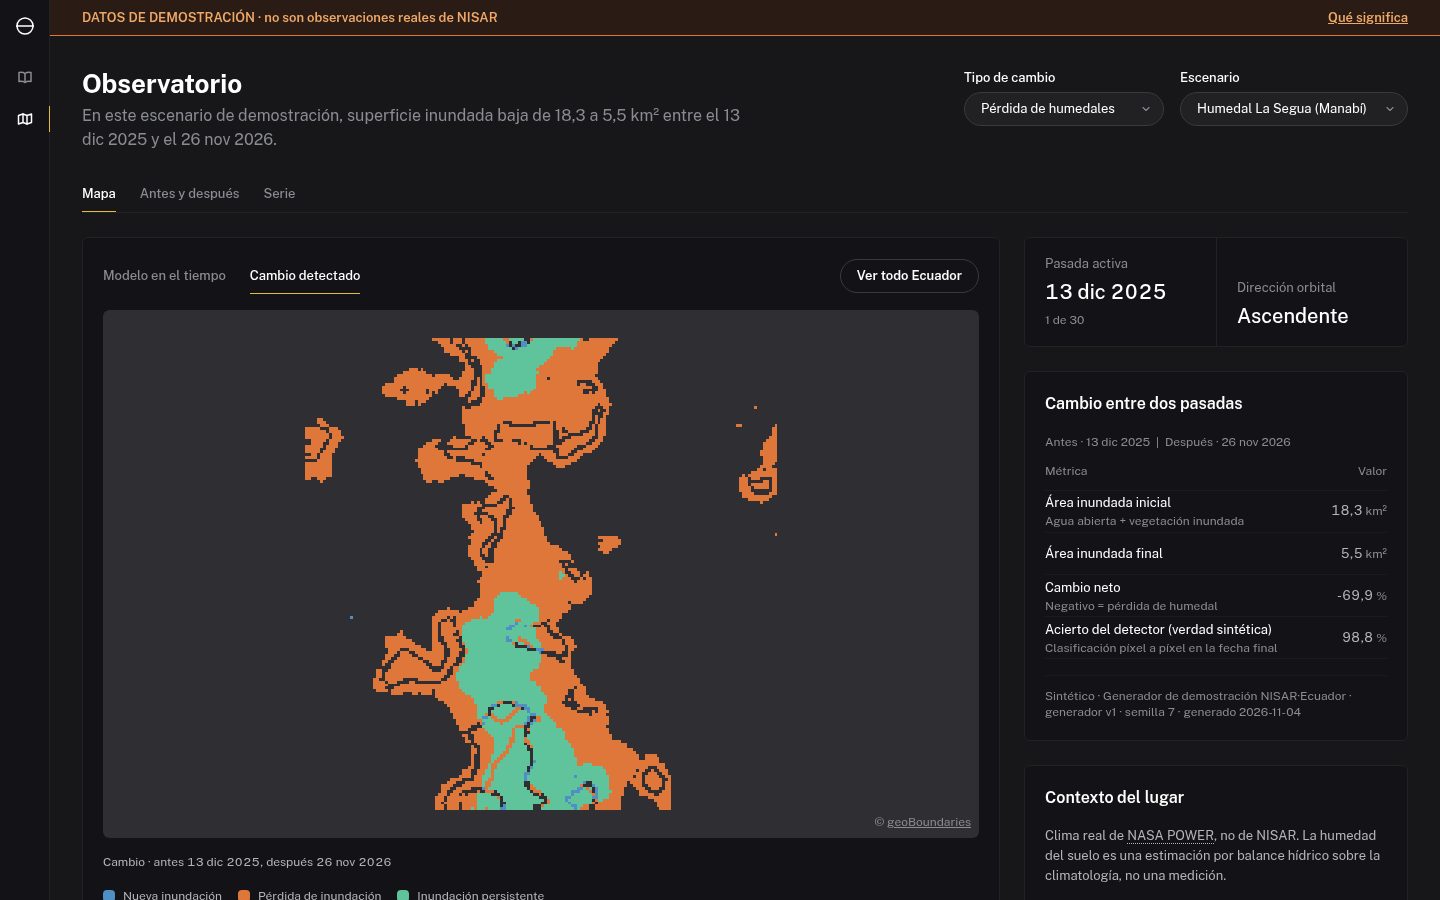 DATOS DE DEMOSTRACIÓN · no son observaciones reales de NISAR
Qué significa
Observatorio
En este escenario de demostración, superficie inundada baja de 18,3 a 5,5 km² entre el 13
dic 2025 y el 26 nov 2026.
Tipo de cambio
Pérdida de humedales
Escenario
Humedal La Segua (Manabí)
Mapa
Antes y después
Serie
Modelo en el tiempo
Cambio detectado
Ver todo Ecuador
© geoBoundaries
Cambio · antes 13 dic 2025, después 26 nov 2026
Nueva inundación
Pérdida de inundación
Inundación persistente
Pasada activa
13 dic 2025
1 de 30
Dirección orbital
Ascendente
Cambio entre dos pasadas
Antes · 13 dic 2025 | Después · 26 nov 2026
Métrica Valor
Área inundada inicial
Agua abierta + vegetación inundada
18,3 km²
Área inundada final
5,5 km²
Cambio neto
Negativo = pérdida de humedal
-69,9 %
Acierto del detector (verdad sintética)
Clasificación píxel a píxel en la fecha final
98,8 %
Sintético · Generador de demostración NISAR·Ecuador ·
generador v1 · semilla 7 · generado 2026-11-04
Contexto del lugar
Clima real de NASA POWER, no de NISAR. La humedad
del suelo es una estimación por balance hídrico sobre la
climatología, no una medición.